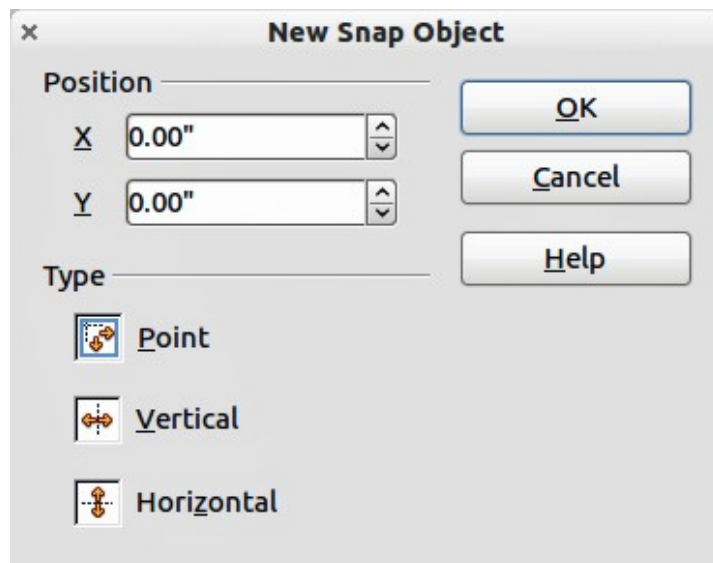 New Snap Object
Position
X 0.00"
Y 0.00"
OK
Cancel
Help
Type
Point
Vertical
Horizontal